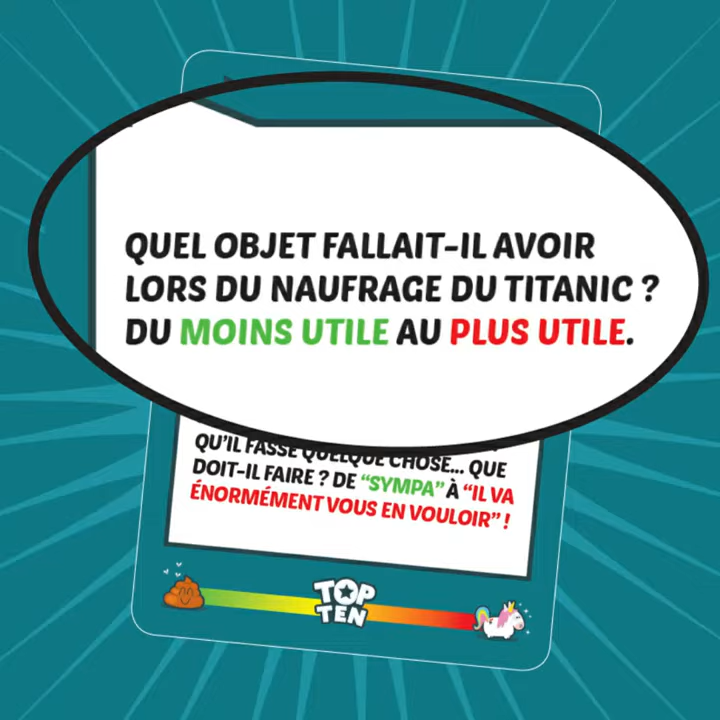 QUEL OBJET FALLAIT-IL AVOIR
LORS DU NAUFRAGE DU TITANIC ?
DU MOINS UTILE AU PLUS UTILE.
QU'IL FASSE QUELQUE CHOSE... QUE
DOIT-IL FAIRE ? DE “SYMPA” À “IL VA
ÉNORMÉMENT VOUS EN VOULOIR” !
TOP
TEN